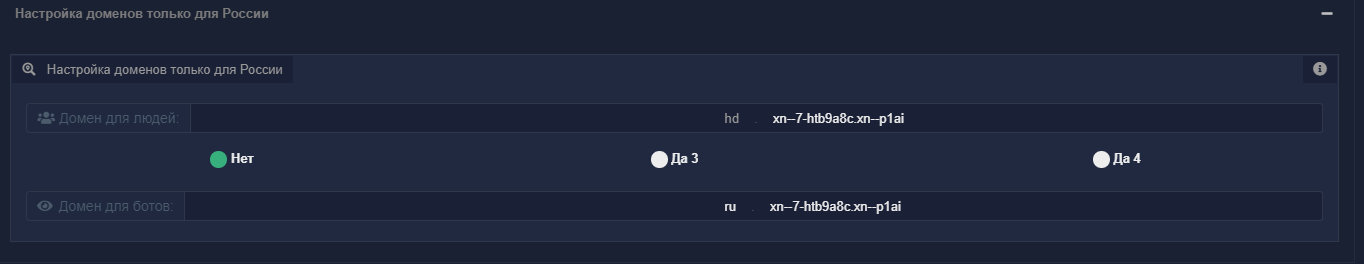 Настройка доменов только для России
Настройка доменов только для России
Домен для людей: hd . xn--7-htb9a8c.xn--p1ai
Нет Да 3 Да 4
Домен для ботов: ru . xn--7-htb9a8c.xn--p1ai